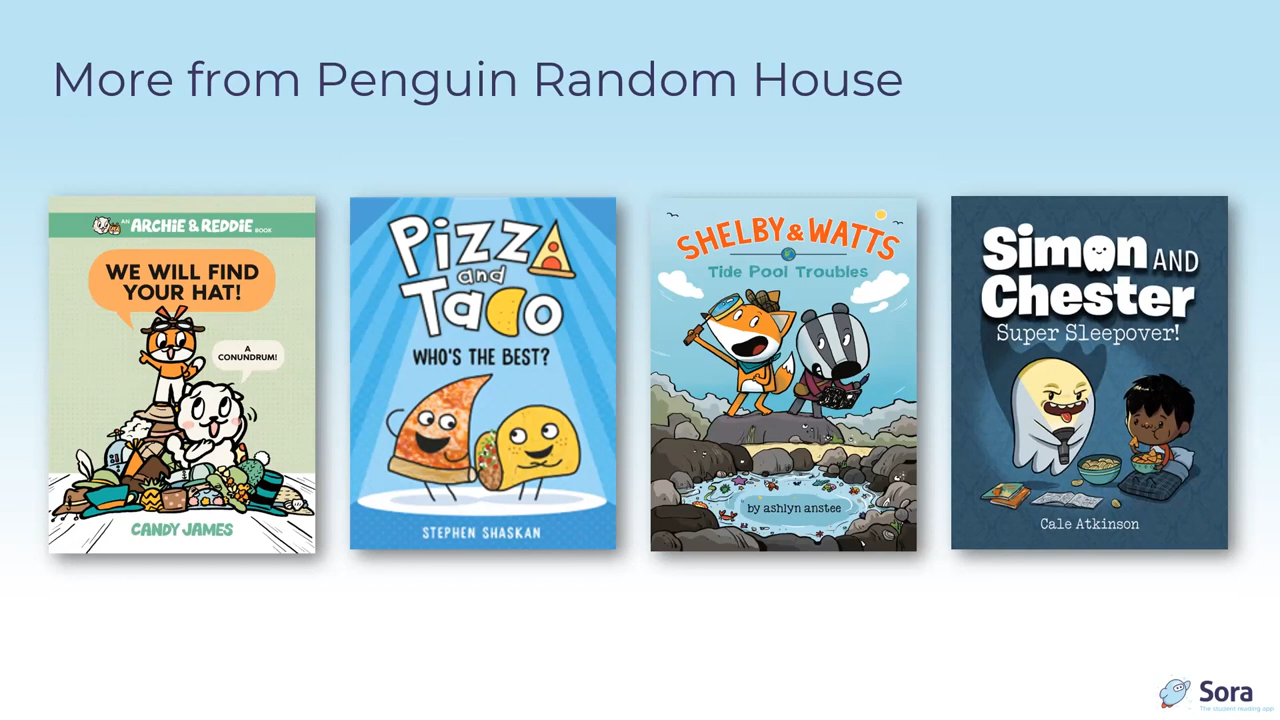 More from Penguin Random House
AN ARCHIE & REDDIE BOOK
WE WILL FIND
YOUR HAT!
A
CONUNDRUM!
CANDY JAMES
Pizza
and
Taco
WHO'S THE BEST?
STEPHEN SHASKAN
SHELBY & WATTS
Tide Pool Troubles
by ashlyn anstee
Simon AND
Chester
Super Sleepover!
Cale Atkinson
Sora
The student reading app